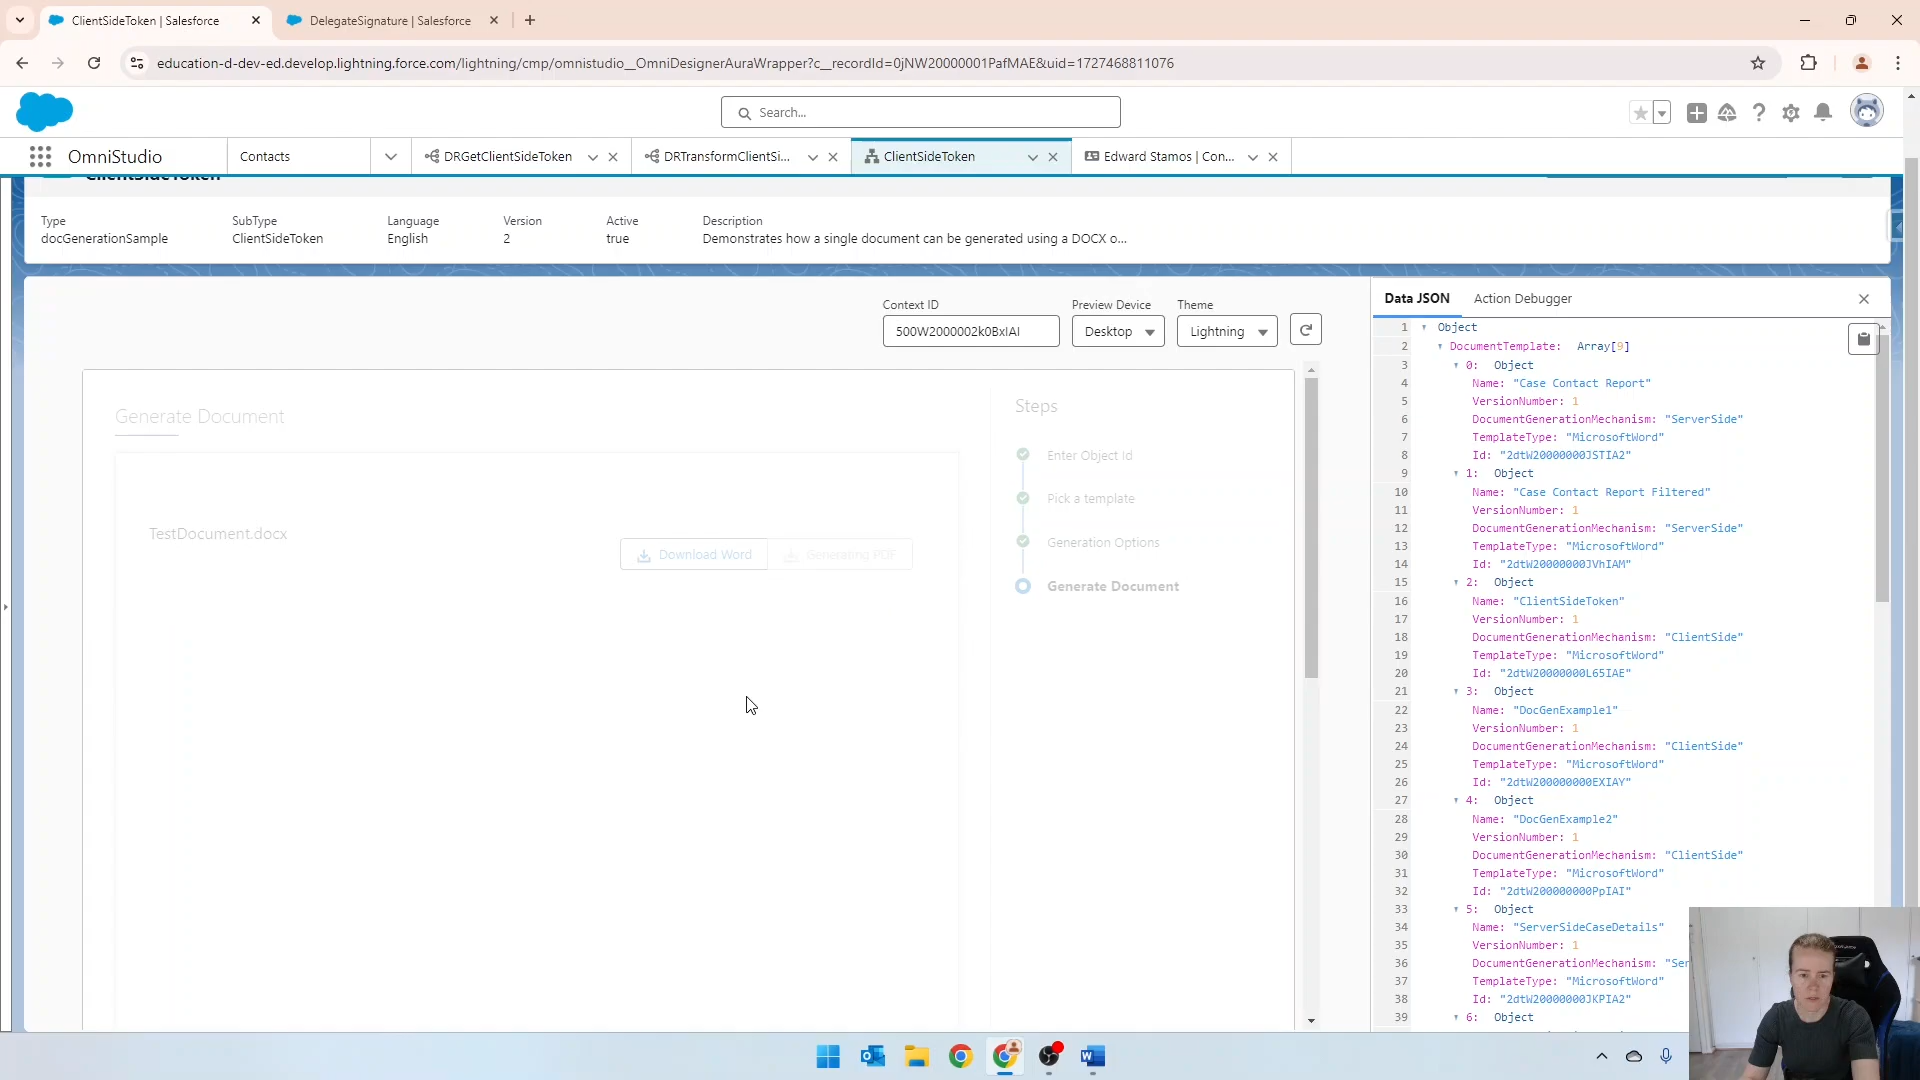 ClientSideToken | Salesforce
DelegateSignature | Salesforce
education-d-dev-ed.develop.lightning.force.com/lightning/cmp/omnistudio__OmniDesignerAuraWrapper?c__recordId=0jNW20000001PafMAE&uid=1727468811076
Search...
OmniStudio
Contacts
DRGetClientSideToken
DRTransformClientSi...
ClientSideToken
Edward Stamos | Con...
ClientSideToken
Type
SubType
Language
Version
Active
Description
docGenerationSample
ClientSideToken
English
2
true
Demonstrates how a single document can be generated using a DOCX o...
Context ID
Preview Device
Theme
500W2000002k0BxIAI
Desktop
Lightning
Generate Document
TestDocument.docx
Download Word
Generating PDF
Steps
Enter Object Id
Pick a template
Generation Options
Generate Document
Data JSON
Action Debugger
1 Object
2 DocumentTemplate: Array[9]
3 0: Object
4 Name: "Case Contact Report"
5 VersionNumber: 1
6 DocumentGenerationMechanism: "ServerSide"
7 TemplateType: "MicrosoftWord"
8 Id: "2dtW20000000JSTIA2"
9 1: Object
10 Name: "Case Contact Report Filtered"
11 VersionNumber: 1
12 DocumentGenerationMechanism: "ServerSide"
13 TemplateType: "MicrosoftWord"
14 Id: "2dtW20000000JVhIAM"
15 2: Object
16 Name: "ClientSideToken"
17 VersionNumber: 1
18 DocumentGenerationMechanism: "ClientSide"
19 TemplateType: "MicrosoftWord"
20 Id: "2dtW20000000L65IAE"
21 3: Object
22 Name: "DocGenExample1"
23 VersionNumber: 1
24 DocumentGenerationMechanism: "ClientSide"
25 TemplateType: "MicrosoftWord"
26 Id: "2dtW200000000EXIAY"
27 4: Object
28 Name: "DocGenExample2"
29 VersionNumber: 1
30 DocumentGenerationMechanism: "ClientSide"
31 TemplateType: "MicrosoftWord"
32 Id: "2dtW200000000PpIAI"
33 5: Object
34 Name: "ServerSideCaseDetails"
35 VersionNumber: 1
36 DocumentGenerationMechanism: "Ser
37 TemplateType: "MicrosoftWord"
38 Id: "2dtW20000000JKPIA2"
39 6: Object